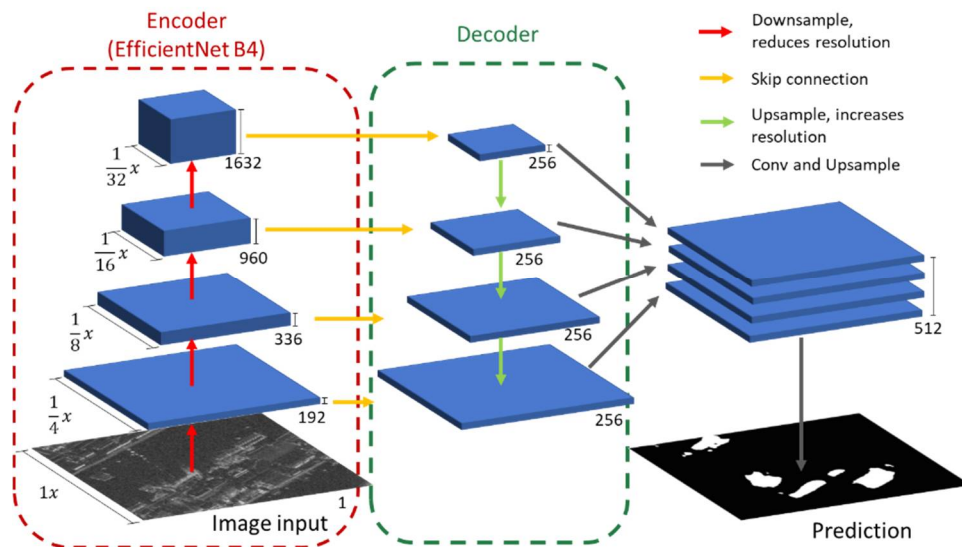 Encoder
(EfficientNet B4)
Decoder
Downsample,
reduces resolution
Skip connection
Upsample, increases
resolution
Conv and Upsample
1/32 x
1632
256
1/16 x
960
256
1/8 x
336
256
512
1/4 x
192
256
1x
1
Image input
Prediction